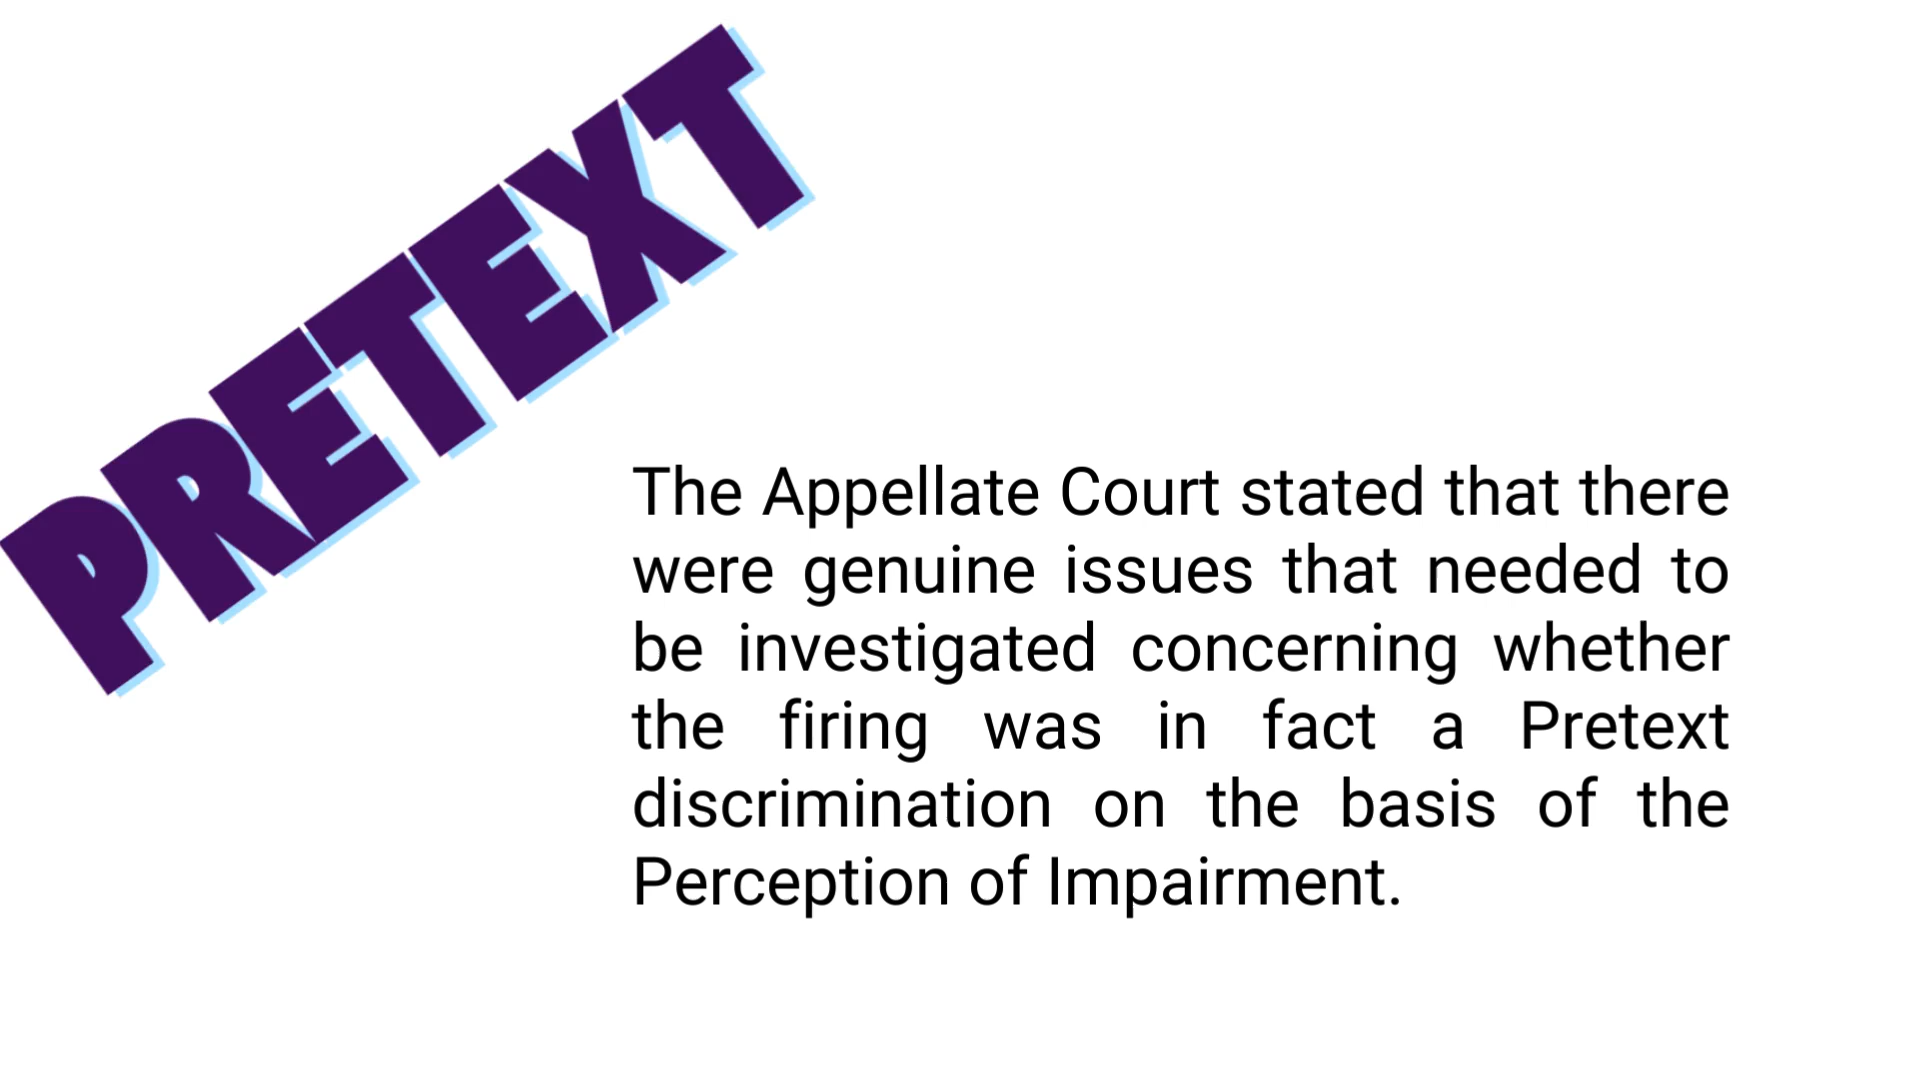 PRETEXT
The Appellate Court stated that there
were genuine issues that needed to
be investigated concerning whether
the firing was in fact a Pretext
discrimination on the basis of the
Perception of Impairment.